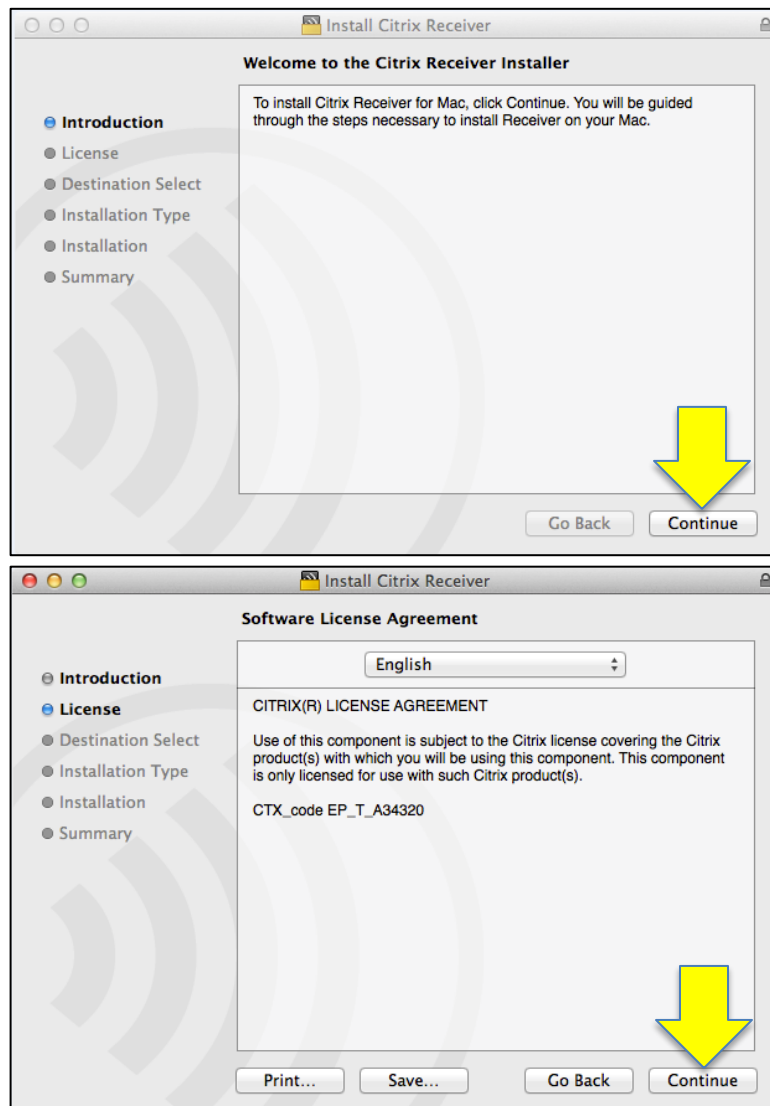 Install Citrix Receiver
Welcome to the Citrix Receiver Installer
Introduction
License
Destination Select
Installation Type
Installation
Summary
To install Citrix Receiver for Mac, click Continue. You will be guided
through the steps necessary to install Receiver on your Mac.
Go Back
Continue
Install Citrix Receiver
Software License Agreement
Introduction
License
Destination Select
Installation Type
Installation
Summary
English
CITRIX(R) LICENSE AGREEMENT
Use of this component is subject to the Citrix license covering the Citrix
product(s) with which you will be using this component. This component
is only licensed for use with such Citrix product(s).
CTX_code EP_T_A34320
Print...
Save...
Go Back
Continue